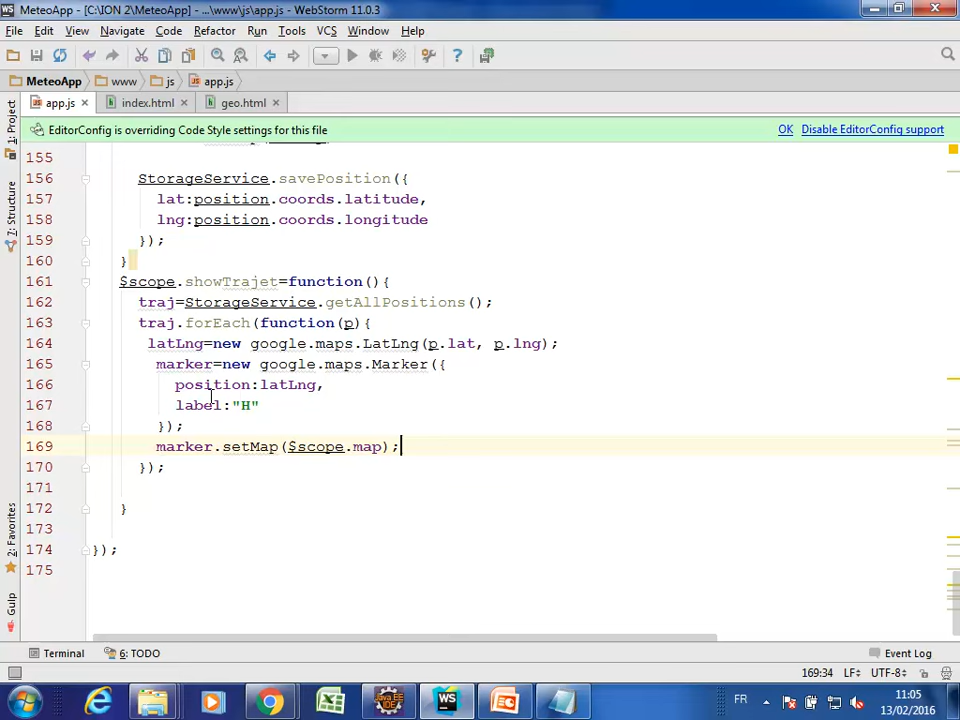 MeteoApp - [C:\ION 2\MeteoApp] - ...\www\js\app.js - WebStorm 11.0.3
File Edit View Navigate Code Refactor Run Tools VCS Window Help
MeteoApp www js app.js
app.js index.html geo.html
EditorConfig is overriding Code Style settings for this file OK Disable EditorConfig support
155
156 StorageService.savePosition({
157 lat:position.coords.latitude,
158 lng:position.coords.longitude
159 });
160 }
161 $scope.showTrajet=function(){
162 traj=StorageService.getAllPositions();
163 traj.forEach(function(p){
164 latLng=new google.maps.LatLng(p.lat, p.lng);
165 marker=new google.maps.Marker({
166 position:latLng,
167 label:"H"
168 });
169 marker.setMap($scope.map);
170 });
171
172 }
173
174 });
175
1: Project
7: Structure
2: Favorites
Gulp
Terminal 6: TODO Event Log
169:34 LF UTF-8
FR 11:05
13/02/2016